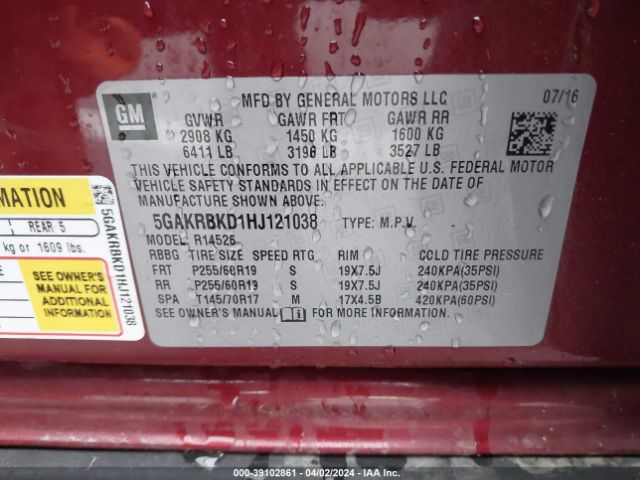 GM
MFD BY GENERAL MOTORS LLC 07/16
GVWR GAWR FRT GAWR RR
2908 KG 1450 KG 1600 KG
6411 LB 3196 LB 3527 LB
THIS VEHICLE CONFORMS TO ALL APPLICABLE U.S. FEDERAL MOTOR
VEHICLE SAFETY STANDARDS IN EFFECT ON THE DATE OF
MANUFACTURE SHOWN ABOVE.
5GAKRBKD1HJ121038 TYPE: M.P.V.
MODEL: R14526
RBBG TIRE SIZE SPEED RTG RIM COLD TIRE PRESSURE
FRT P255/60R19 S 19X7.5J 240KPA(35PSI)
RR P255/60R19 S 19X7.5J 240KPA(35PSI)
SPA T145/70R17 M 17X4.5B 420KPA(60PSI)
SEE OWNER'S MANUAL FOR MORE INFORMATION.
REAR 5
kg or 1609 lbs.
SEE OWNER'S
MANUAL FOR
ADDITIONAL
INFORMATION
5GAKRBKD1HJ121038
000-39102861 - 04/02/2024 - IAAI.com